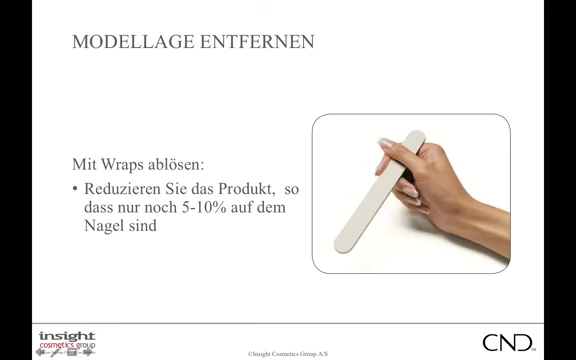 MODELLAGE ENTFERNEN
Mit Wraps ablösen:
• Reduzieren Sie das Produkt, so
dass nur noch 5-10% auf dem
Nagel sind
insight
cosmetics group
©Insight Cosmetics Group A/S
CND